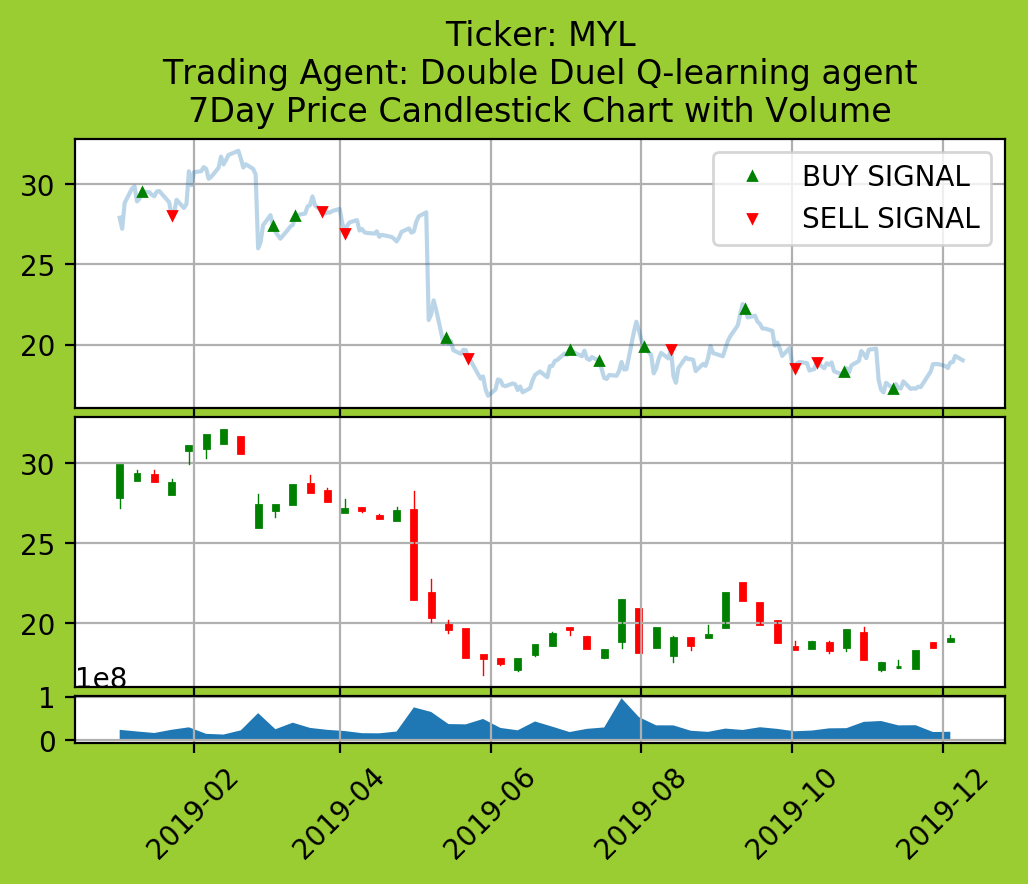 Ticker: MYL
Trading Agent: Double Duel Q-learning agent
7Day Price Candlestick Chart with Volume
30
25
20
BUY SIGNAL
SELL SIGNAL
30
25
20
1e8
1
0
2019-02
2019-04
2019-06
2019-08
2019-10
2019-12